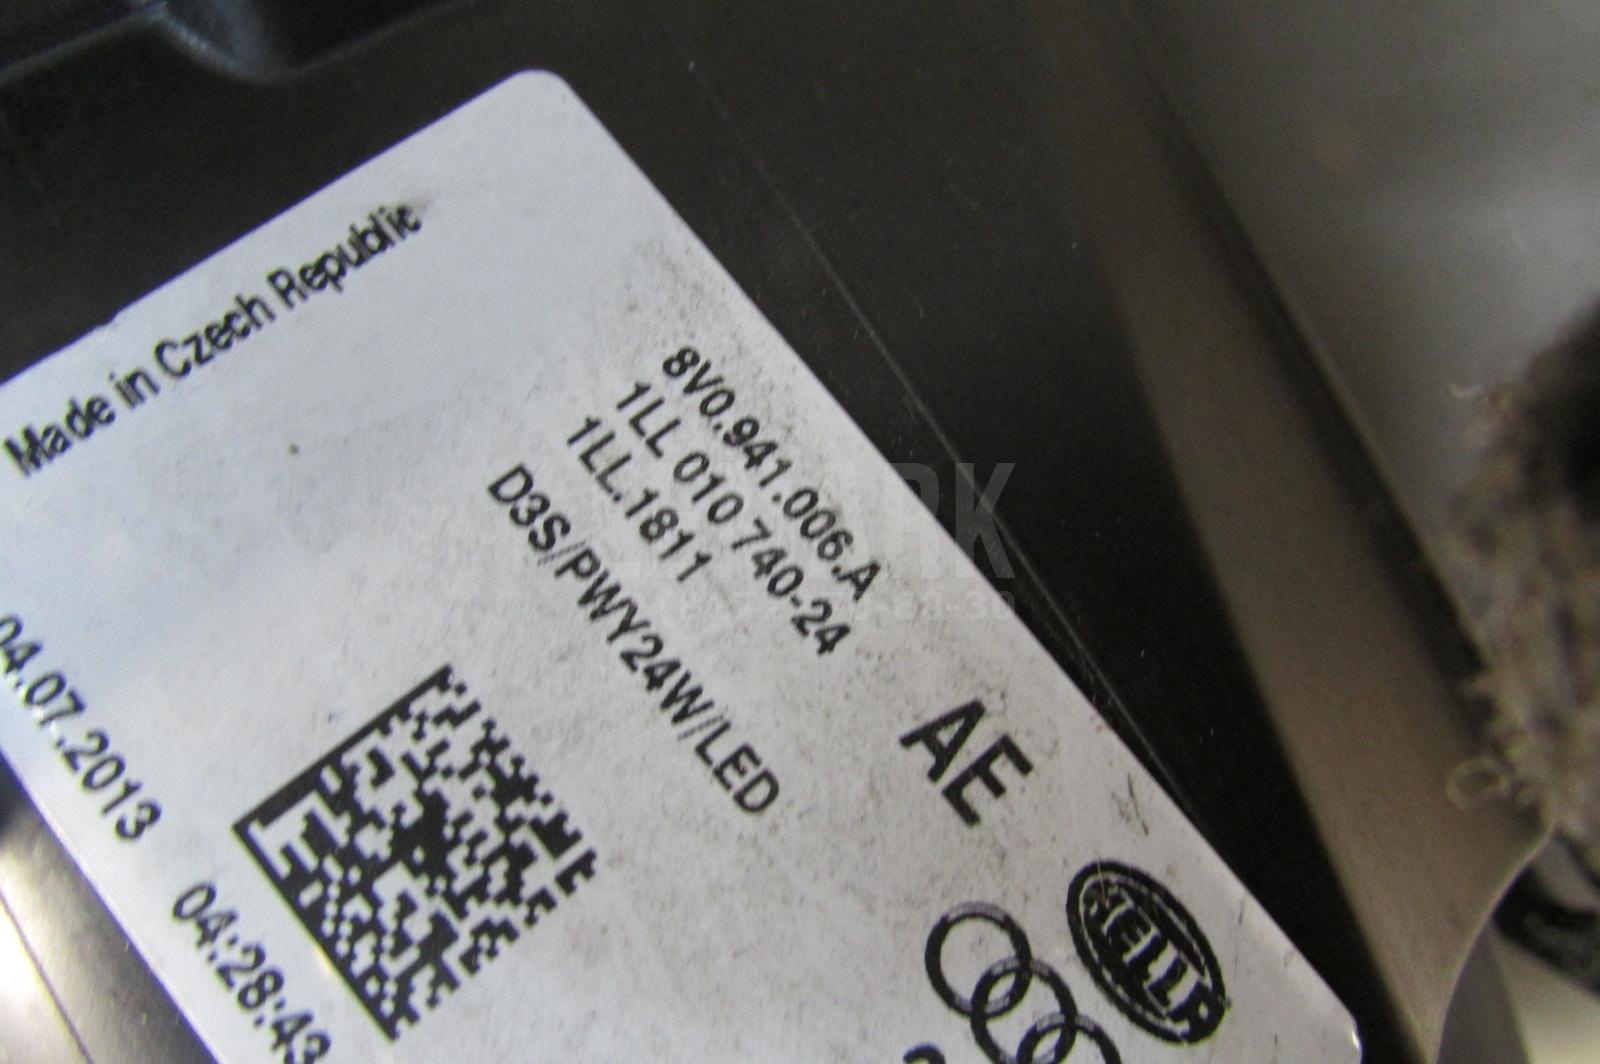 Made in Czech Republic
8V0.941.006.A
1LL 010 740-24
1LL.1811
D3S/PWY24W/LED
AE
HELLA
04.07.2013
04:28:43